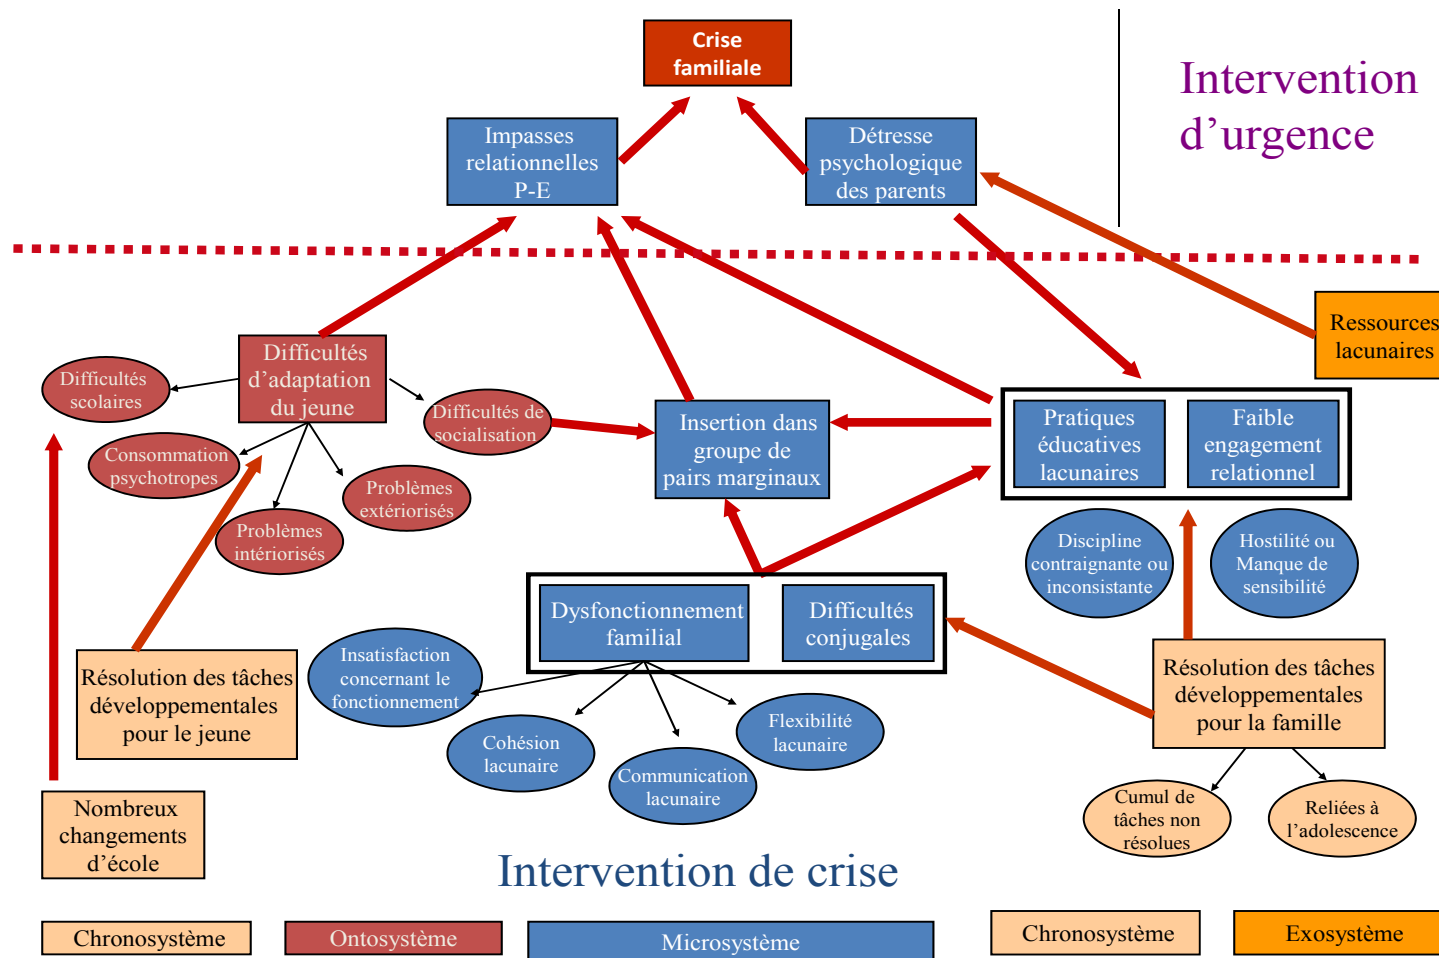 Crise
familiale
Intervention
d’urgence
Impasses
relationnelles
P-E
Détresse
psychologique
des parents
Ressources
lacunaires
Difficultés
d’adaptation
du jeune
Difficultés
scolaires
Difficultés de
socialisation
Consommation
psychotropes
Problèmes
extériorisés
Problèmes
intériorisés
Insertion dans
groupe de
pairs marginaux
Pratiques
éducatives
lacunaires
Faible
engagement
relationnel
Discipline
contraignante ou
inconsistante
Hostilité ou
Manque de
sensibilité
Dysfonctionnement
familial
Difficultés
conjugales
Résolution des tâches
développementales
pour le jeune
Insatisfaction
concernant le
fonctionnement
Cohésion
lacunaire
Communication
lacunaire
Flexibilité
lacunaire
Résolution des tâches
développementales
pour la famille
Cumul de
tâches non
résolues
Reliées à
l’adolescence
Nombreux
changements
d’école
Intervention de crise
Chronosystème
Ontosystème
Microsystème
Chronosystème
Exosystème